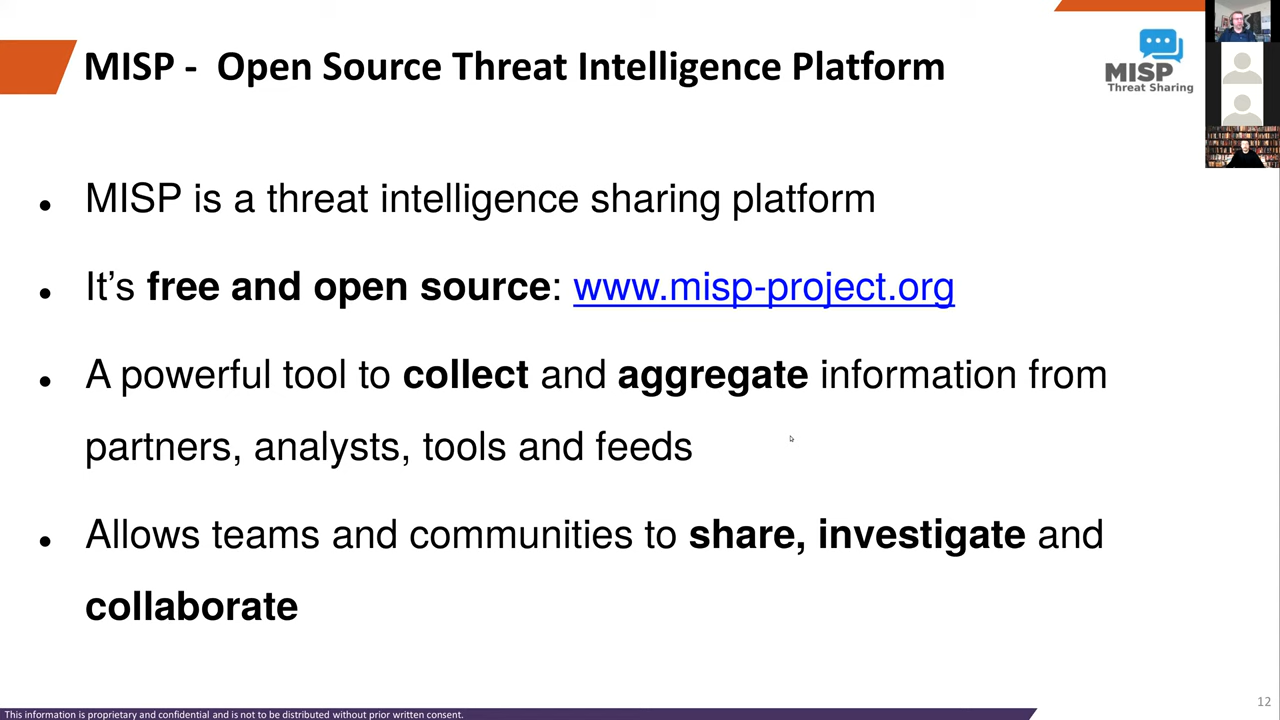 MISP - Open Source Threat Intelligence Platform
MISP
Threat Sharing
MISP is a threat intelligence sharing platform
It’s free and open source: www.misp-project.org
A powerful tool to collect and aggregate information from
partners, analysts, tools and feeds
Allows teams and communities to share, investigate and
collaborate
12
This information is proprietary and confidential and is not to be distributed without prior written consent.